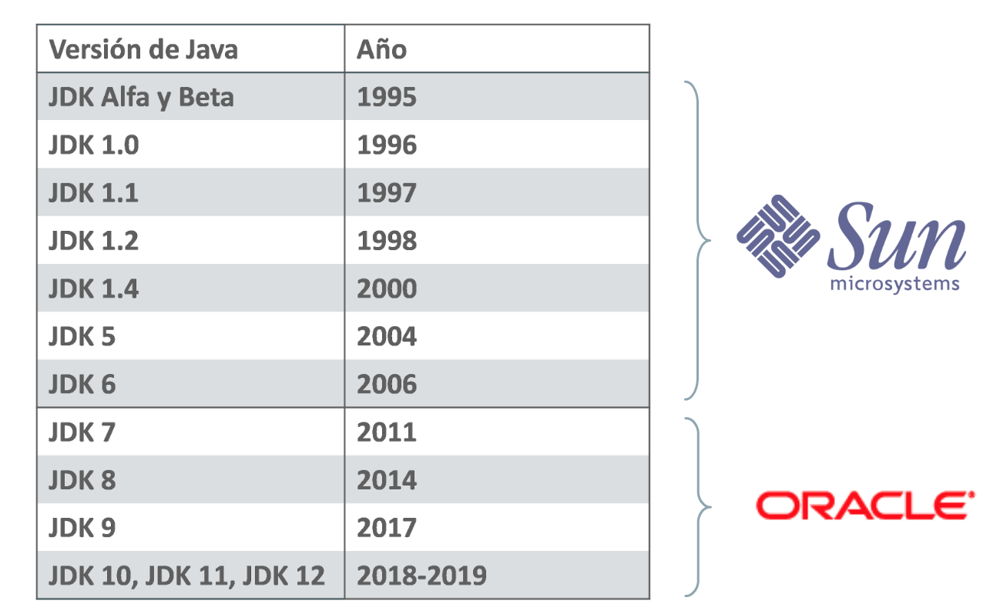 Versión de Java Año
JDK Alfa y Beta 1995
JDK 1.0 1996
JDK 1.1 1997
JDK 1.2 1998
JDK 1.4 2000
JDK 5 2004
JDK 6 2006
JDK 7 2011
JDK 8 2014
JDK 9 2017
JDK 10, JDK 11, JDK 12 2018-2019
Sun
microsystems
ORACLE